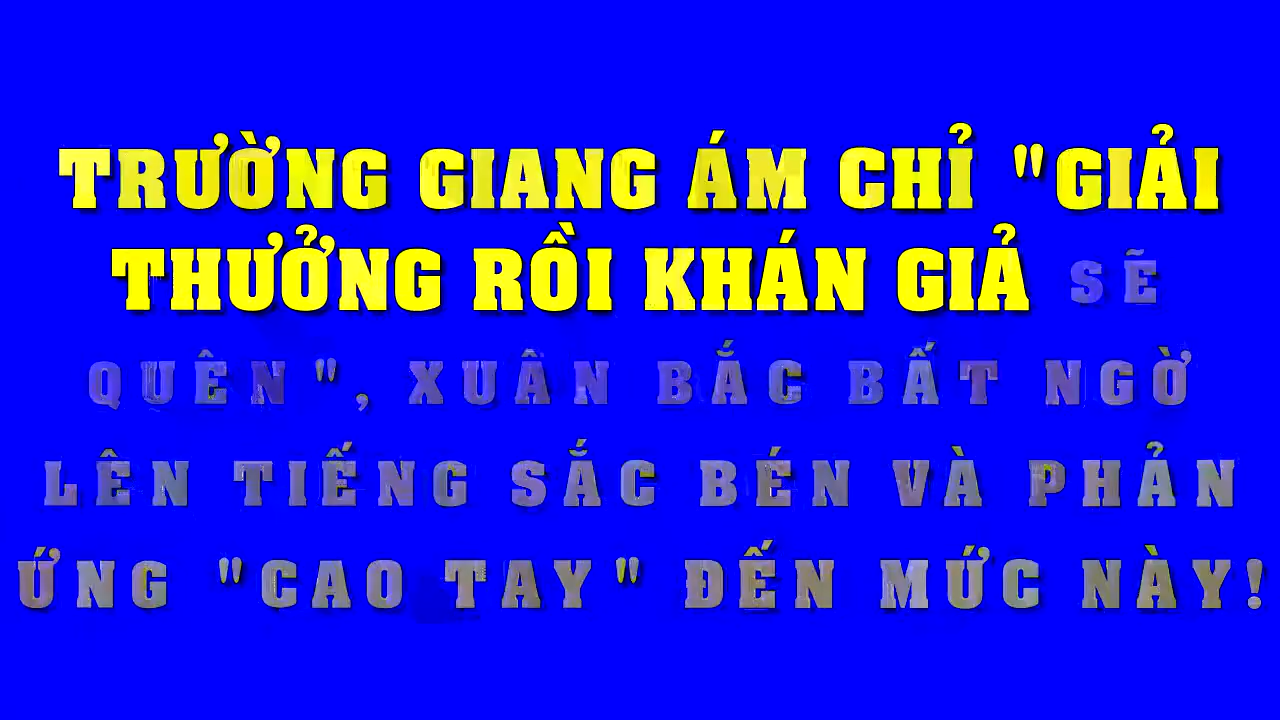 TRƯỜNG GIANG ÁM CHỈ "GIẢI
THƯỞNG RỒI KHÁN GIẢ SẼ
QUÊN", XUÂN BẮC BẤT NGỜ
LÊN TIẾNG SẮC BÉN VÀ PHẢN
ỨNG "CAO TAY" ĐẾN MỨC NÀY!